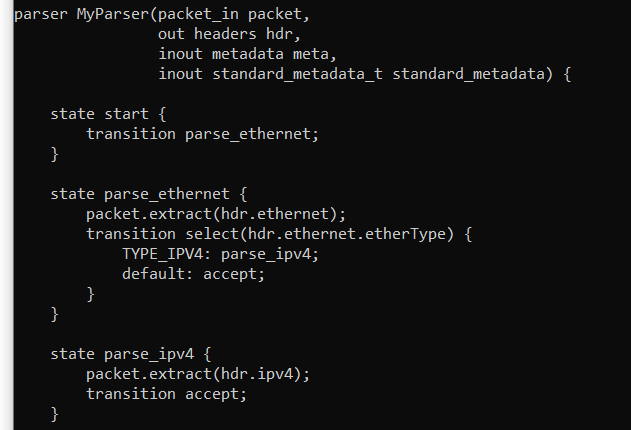 parser MyParser(packet_in packet,
                out headers hdr,
                inout metadata meta,
                inout standard_metadata_t standard_metadata) {

    state start {
        transition parse_ethernet;
    }

    state parse_ethernet {
        packet.extract(hdr.ethernet);
        transition select(hdr.ethernet.etherType) {
            TYPE_IPV4: parse_ipv4;
            default: accept;
        }
    }

    state parse_ipv4 {
        packet.extract(hdr.ipv4);
        transition accept;
    }